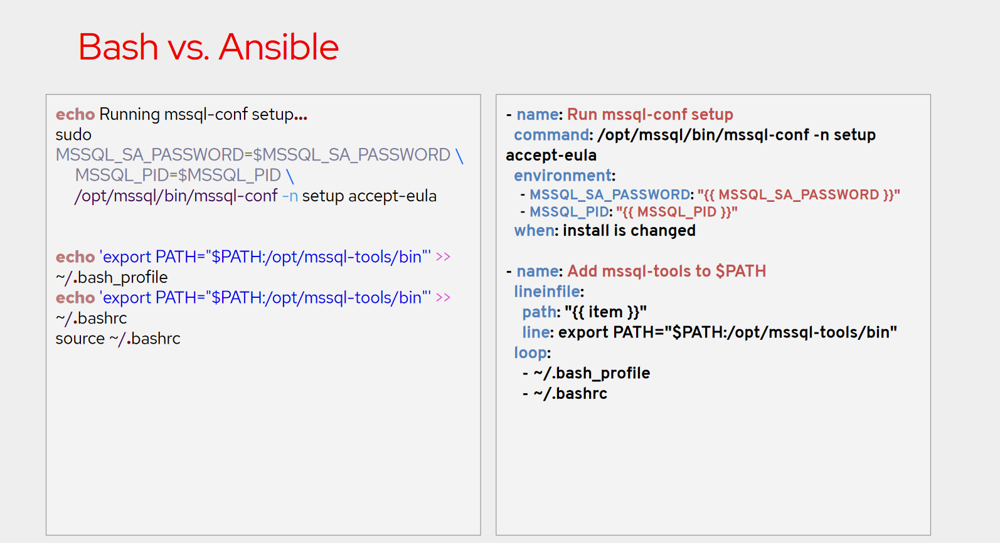 Bash vs. Ansible
echo Running mssql-conf setup...
sudo
MSSQL_SA_PASSWORD=$MSSQL_SA_PASSWORD \
MSSQL_PID=$MSSQL_PID \
/opt/mssql/bin/mssql-conf -n setup accept-eula
echo 'export PATH="$PATH:/opt/mssql-tools/bin"' >>
~/.bash_profile
echo 'export PATH="$PATH:/opt/mssql-tools/bin"' >>
~/.bashrc
source ~/.bashrc
- name: Run mssql-conf setup
command: /opt/mssql/bin/mssql-conf -n setup
accept-eula
environment:
- MSSQL_SA_PASSWORD: "{{ MSSQL_SA_PASSWORD }}"
- MSSQL_PID: "{{ MSSQL_PID }}"
when: install is changed
- name: Add mssql-tools to $PATH
lineinfile:
path: "{{ item }}"
line: export PATH="$PATH:/opt/mssql-tools/bin"
loop:
- ~/.bash_profile
- ~/.bashrc